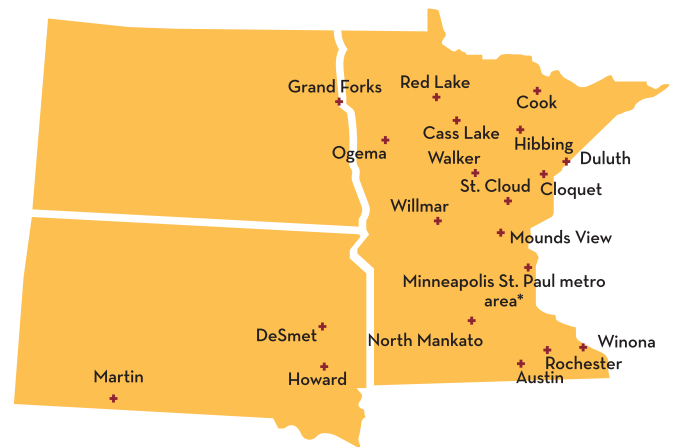 Grand Forks
Red Lake
Cook
Cass Lake
Hibbing
Ogema
Walker
Duluth
St. Cloud
Cloquet
Willmar
Mounds View
Minneapolis St. Paul metro
area*
DeSmet
North Mankato
Winona
Rochester
Martin
Howard
Austin